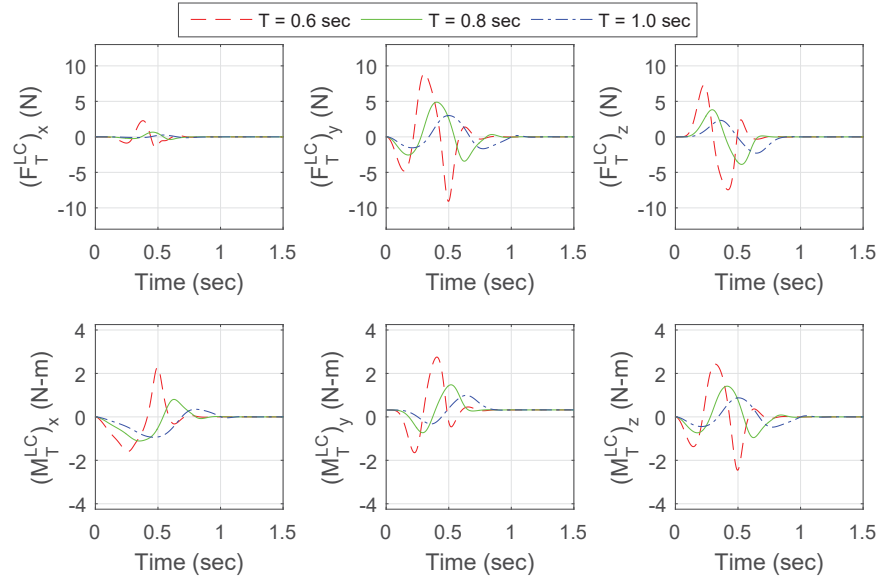 T = 0.6 sec T = 0.8 sec T = 1.0 sec
(F_T^LC)_x (N)
10
5
0
-5
-10
0 0.5 1 1.5
Time (sec)
(F_T^LC)_y (N)
10
5
0
-5
-10
0 0.5 1 1.5
Time (sec)
(F_T^LC)_z (N)
10
5
0
-5
-10
0 0.5 1 1.5
Time (sec)
(M_T^LC)_x (N-m)
4
2
0
-2
-4
0 0.5 1 1.5
Time (sec)
(M_T^LC)_y (N-m)
4
2
0
-2
-4
0 0.5 1 1.5
Time (sec)
(M_T^LC)_z (N-m)
4
2
0
-2
-4
0 0.5 1 1.5
Time (sec)